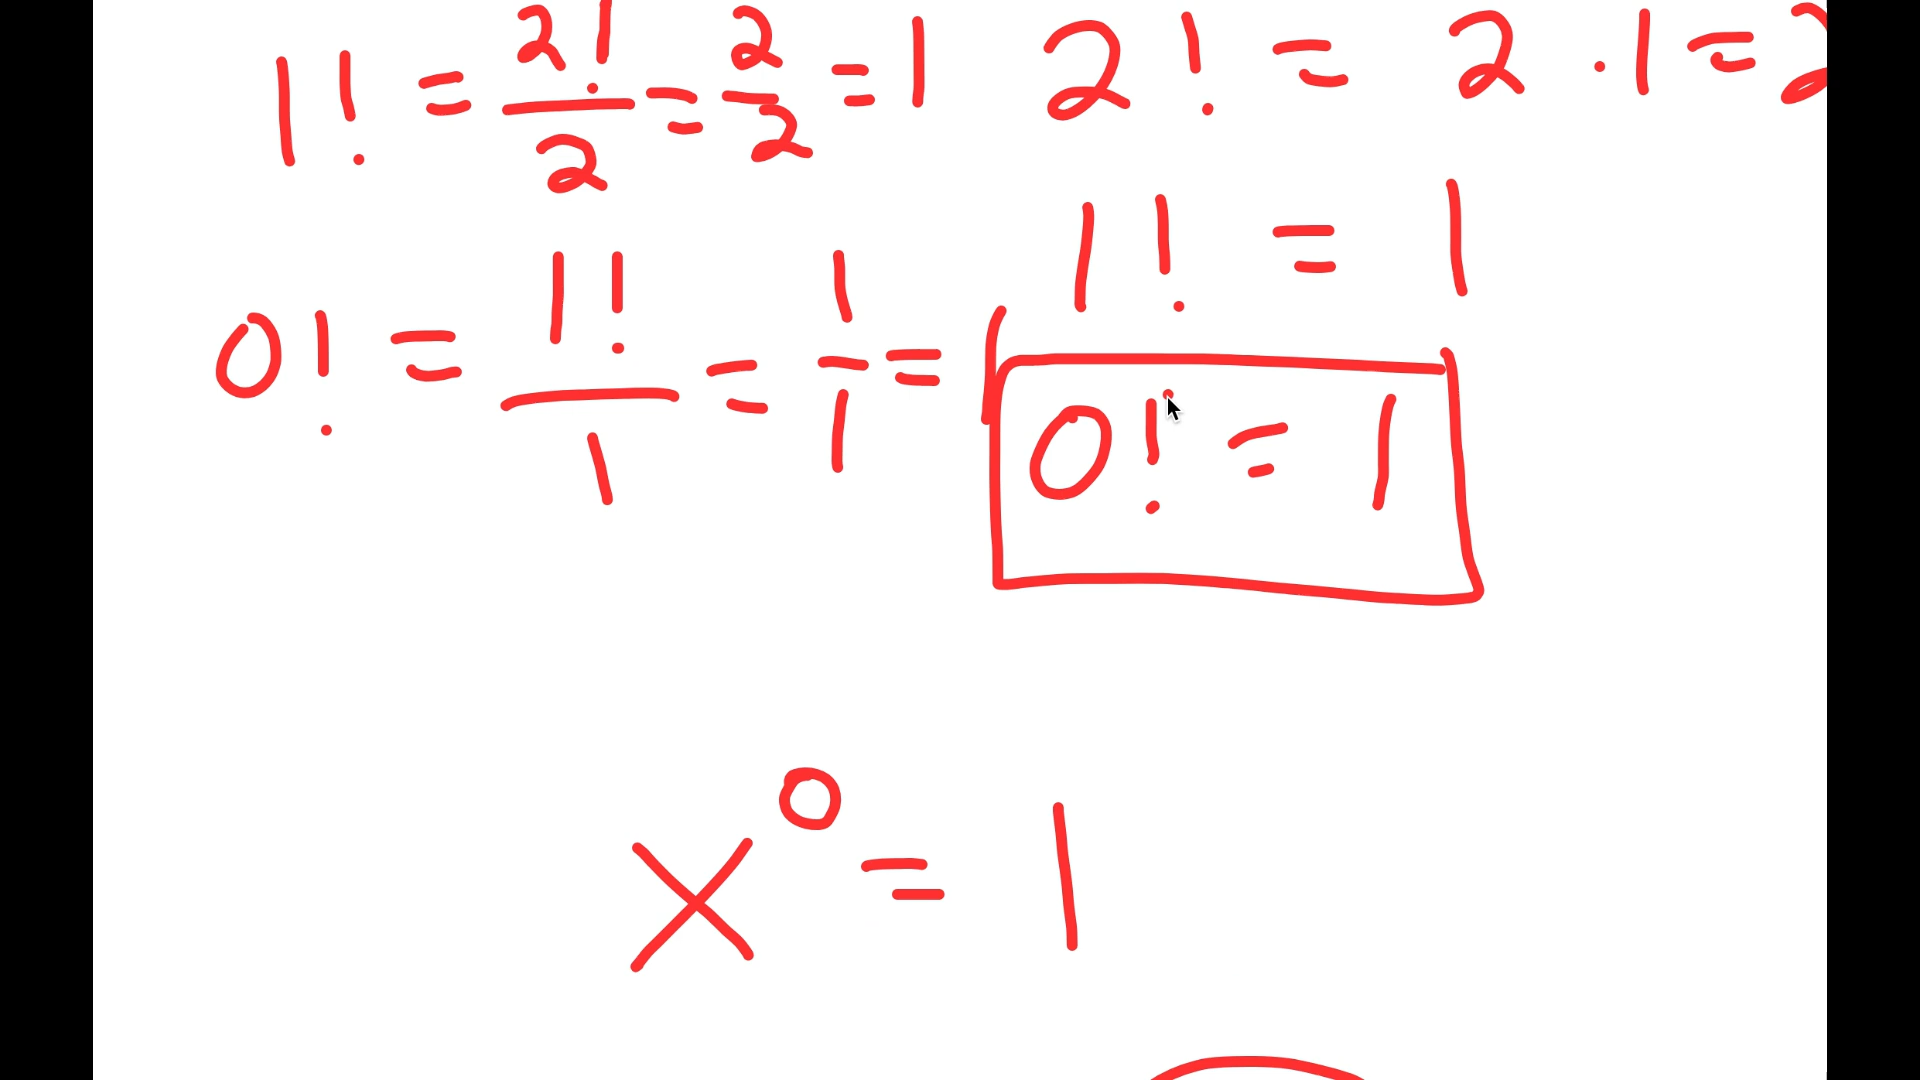 1! = 2!/2 = 2/2 = 1
2! = 2 · 1 = 2
1! = 1
0! = 1!/1 = 1/1 = 1
0! = 1
x⁰ = 1